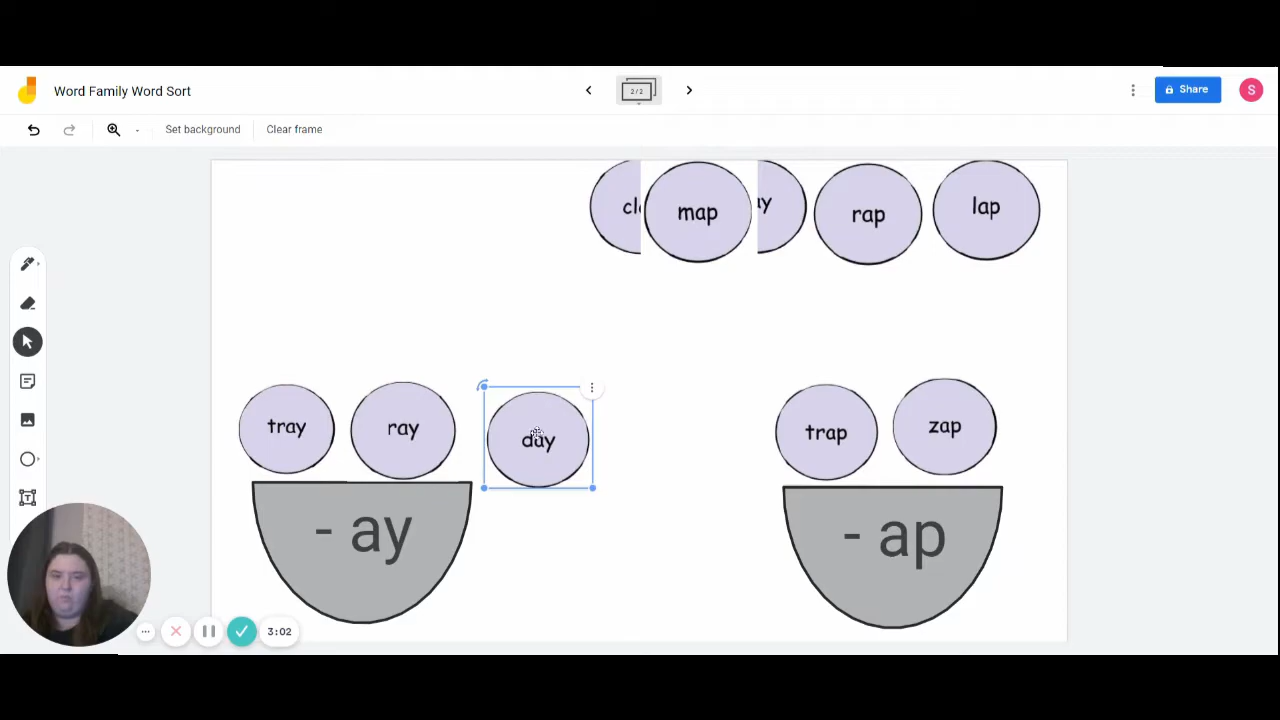 Word Family Word Sort
2/2
Share
S
Set background
Clear frame
map
rap
lap
tray
ray
day
trap
zap
- ay
- ap
3:02